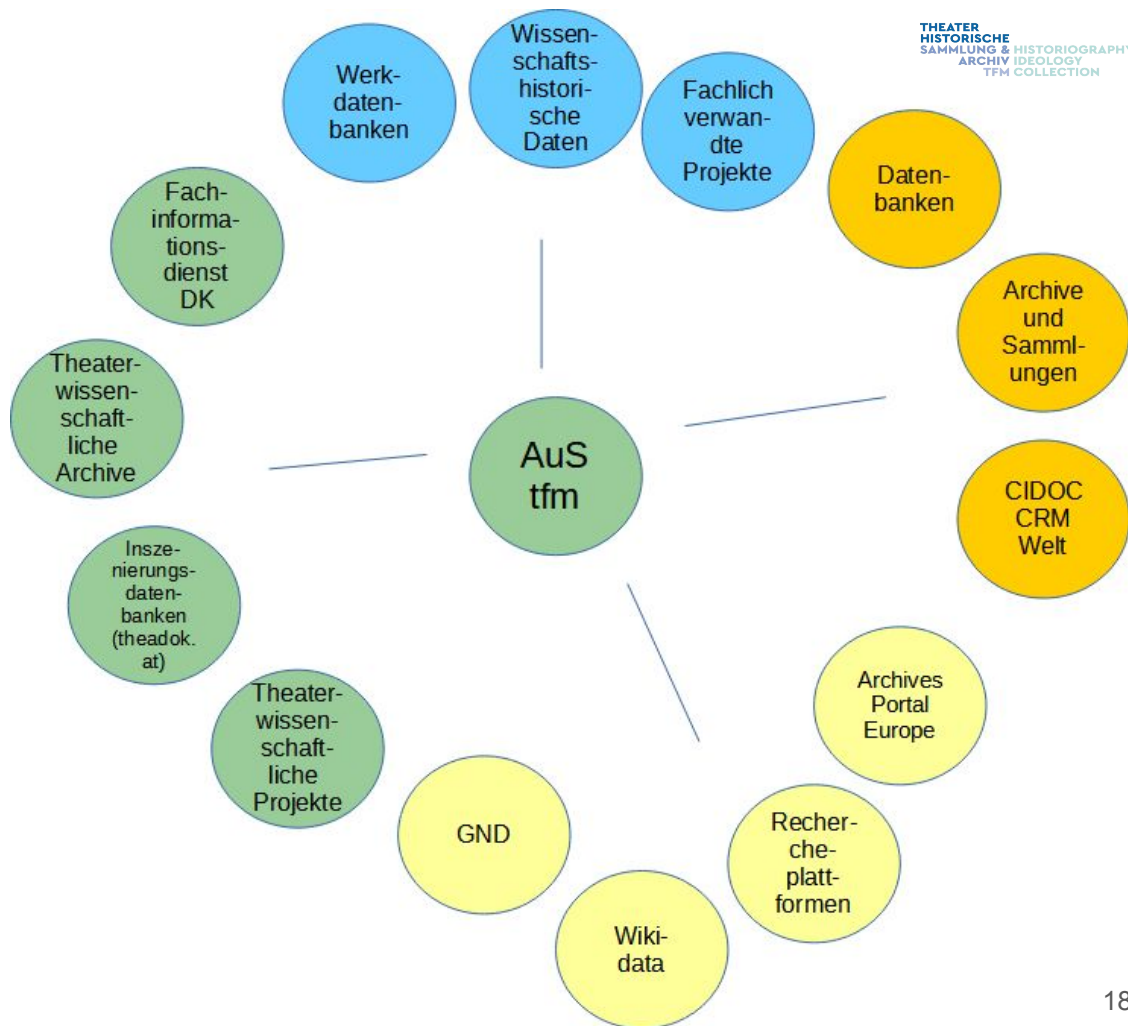 THEATER
HISTORISCHE
SAMMLUNG & HISTORIOGRAPHY
ARCHIV IDEOLOGY
TFM COLLECTION
Werk-
daten-
banken
Wissen-
schafts-
histori-
sche
Daten
Fachlich
verwan-
dte
Projekte
Daten-
banken
Archive
und
Samml-
ungen
CIDOC
CRM
Welt
Archives
Portal
Europe
Recher-
che-
platt-
formen
Wiki-
data
GND
Theater-
wissen-
schaft-
liche
Projekte
Insze-
nierungs-
daten-
banken
(theadok.
at)
Theater-
wissen-
schaft-
liche
Archive
Fach-
informa-
tions-
dienst
DK
AuS
tfm
18